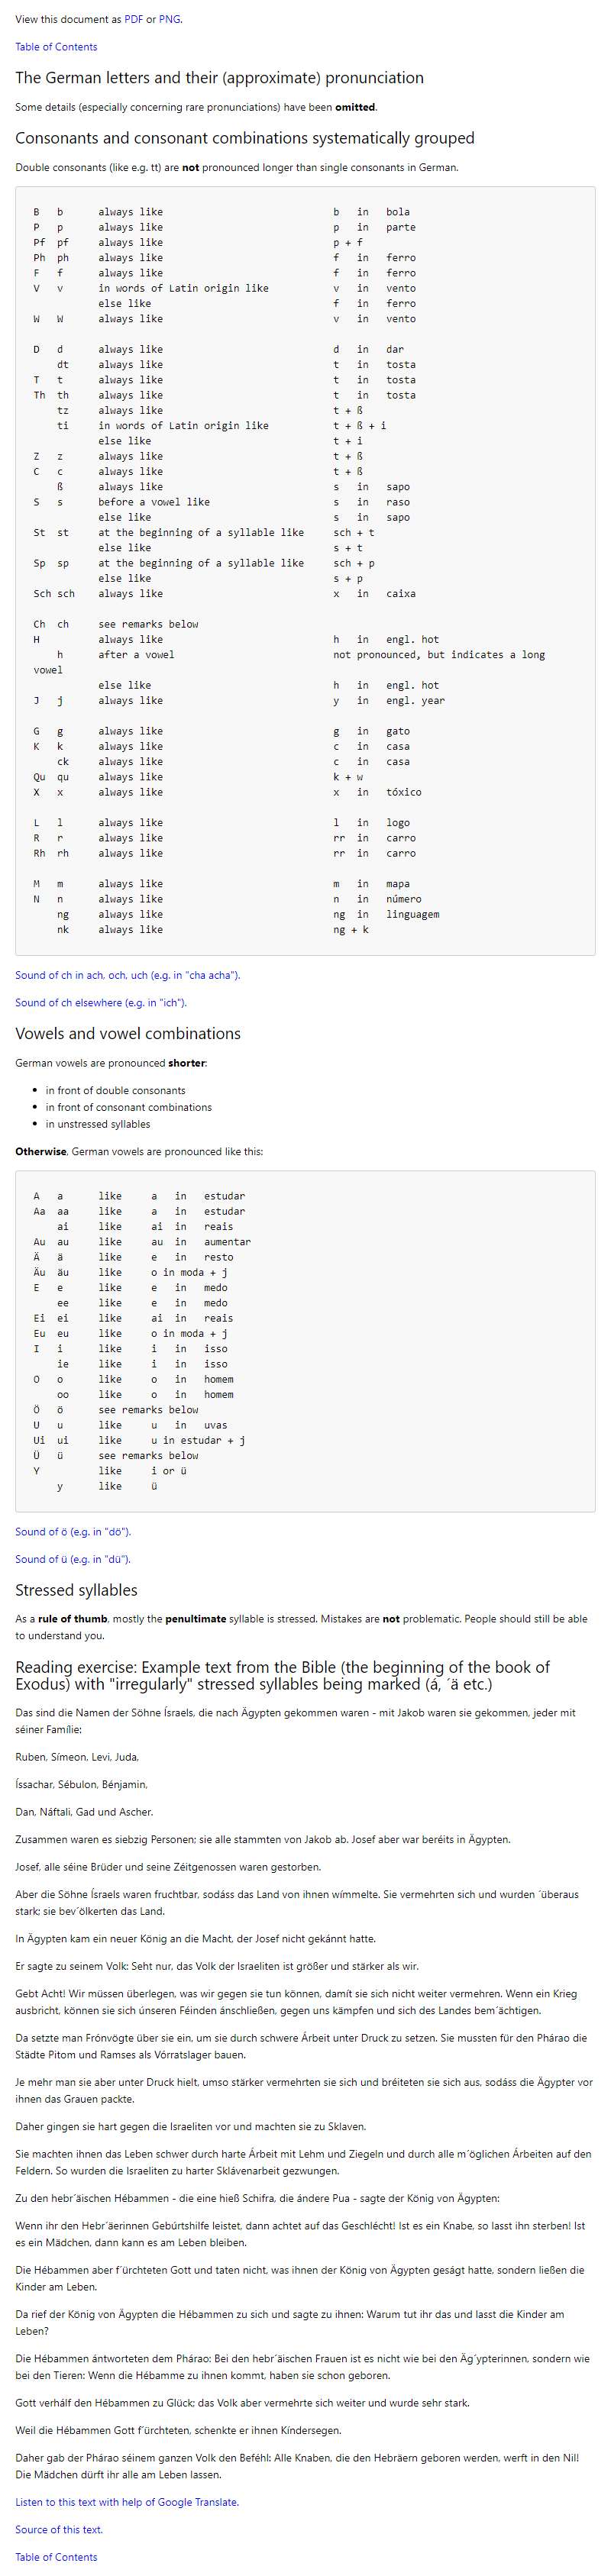 View this document as PDF or PNG.
Table of Contents
The German letters and their (approximate) pronunciation
Some details (especially concerning rare pronunciations) have been omitted.
Consonants and consonant combinations systematically grouped
Double consonants (like e.g. tt) are not pronounced longer than single consonants in German.
B b always like b in bola
P p always like p in parte
Pf pf always like p + f
Ph ph always like f in ferro
F f always like f in ferro
V v in words of Latin origin like v in vento
else like f in ferro
W W always like v in vento
D d always like d in dar
dt always like t in tosta
T t always like t in tosta
Th th always like t in tosta
tz always like t + ß
ti in words of Latin origin like t + ß + i
else like t + i
Z z always like t + ß
C c always like t + ß
ß always like s in sapo
S s before a vowel like s in raso
else like s in sapo
St st at the beginning of a syllable like sch + t
else like s + t
Sp sp at the beginning of a syllable like sch + p
else like s + p
Sch sch always like x in caixa
Ch ch see remarks below
H always like h in engl. hot
h after a vowel not pronounced, but indicates a long
vowel
else like h in engl. hot
J j always like y in engl. year
G g always like g in gato
K k always like c in casa
ck always like c in casa
Qu qu always like k + w
X x always like x in tóxico
L l always like l in logo
R r always like rr in carro
Rh rh always like rr in carro
M m always like m in mapa
N n always like n in número
ng always like ng in linguagem
nk always like ng + k
Sound of ch in ach, och, uch (e.g. in "cha acha").
Sound of ch elsewhere (e.g. in "ich").
Vowels and vowel combinations
German vowels are pronounced shorter:
• in front of double consonants
• in front of consonant combinations
• in unstressed syllables
Otherwise, German vowels are pronounced like this:
A a like a in estudar
Aa aa like a in estudar
ai like ai in reais
Au au like au in aumentar
Ä ä like e in resto
Äu äu like o in moda + j
E e like e in medo
ee like e in medo
Ei ei like ai in reais
Eu eu like o in moda + j
I i like i in isso
ie like i in isso
O o like o in homem
oo like o in homem
Ö ö see remarks below
U u like u in uvas
Ui ui like u in estudar + j
Ü ü see remarks below
Y like i or ü
y like ü
Sound of ö (e.g. in "dö").
Sound of ü (e.g. in "dü").
Stressed syllables
As a rule of thumb, mostly the penultimate syllable is stressed. Mistakes are not problematic. People should still be able
to understand you.
Reading exercise: Example text from the Bible (the beginning of the book of
Exodus) with "irregularly" stressed syllables being marked (á, ´ä etc.)
Das sind die Namen der Söhne Ísraels, die nach Ägypten gekommen waren - mit Jakob waren sie gekommen, jeder mit
séiner Famílie:
Ruben, Símeon, Levi, Juda,
Íssachar, Sébulon, Bénjamin,
Dan, Náftali, Gad und Ascher.
Zusammen waren es siebzig Personen; sie alle stammten von Jakob ab. Josef aber war beréits in Ägypten.
Josef, alle séine Brüder und seine Zéitgenossen waren gestorben.
Aber die Söhne Ísraels waren fruchtbar, sodáss das Land von ihnen wímmelte. Sie vermehrten sich und wurden ´überaus
stark; sie bev´ölkerten das Land.
In Ägypten kam ein neuer König an die Macht, der Josef nicht gekánnt hatte.
Er sagte zu seinem Volk: Seht nur, das Volk der Israeliten ist größer und stärker als wir.
Gebt Acht! Wir müssen überlegen, was wir gegen sie tun können, damít sie sich nicht weiter vermehren. Wenn ein Krieg
ausbricht, können sie sich únseren Féinden ánschließen, gegen uns kämpfen und sich des Landes bem´ächtigen.
Da setzte man Frónvögte über sie ein, um sie durch schwere Árbeit unter Druck zu setzen. Sie mussten für den Phárao die
Städte Pitom und Ramses als Vórratslager bauen.
Je mehr man sie aber unter Druck hielt, umso stärker vermehrten sie sich und bréiteten sie sich aus, sodáss die Ägypter vor
ihnen das Grauen packte.
Daher gingen sie hart gegen die Israeliten vor und machten sie zu Sklaven.
Sie machten ihnen das Leben schwer durch harte Árbeit mit Lehm und Ziegeln und durch alle m´öglichen Árbeiten auf den
Feldern. So wurden die Israeliten zu harter Sklávenarbeit gezwungen.
Zu den hebr´äischen Hébammen - die eine hieß Schifra, die ándere Pua - sagte der König von Ägypten:
Wenn ihr den Hebr´äerinnen Gebúrtshilfe leistet, dann achtet auf das Geschlécht! Ist es ein Knabe, so lasst ihn sterben! Ist
es ein Mädchen, dann kann es am Leben bleiben.
Die Hébammen aber f´ürchteten Gott und taten nicht, was ihnen der König von Ägypten geságt hatte, sondern ließen die
Kinder am Leben.
Da rief der König von Ägypten die Hébammen zu sich und sagte zu ihnen: Warum tut ihr das und lasst die Kinder am
Leben?
Die Hébammen ántworteten dem Phárao: Bei den hebr´äischen Frauen ist es nicht wie bei den Äg´ypterinnen, sondern wie
bei den Tieren: Wenn die Hébamme zu ihnen kommt, haben sie schon geboren.
Gott verhálf den Hébammen zu Glück; das Volk aber vermehrte sich weiter und wurde sehr stark.
Weil die Hébammen Gott f´ürchteten, schenkte er ihnen Kíndersegen.
Daher gab der Phárao séinem ganzen Volk den Beféhl: Alle Knaben, die den Hebräern geboren werden, werft in den Nil!
Die Mädchen dürft ihr alle am Leben lassen.
Listen to this text with help of Google Translate.
Source of this text.
Table of Contents